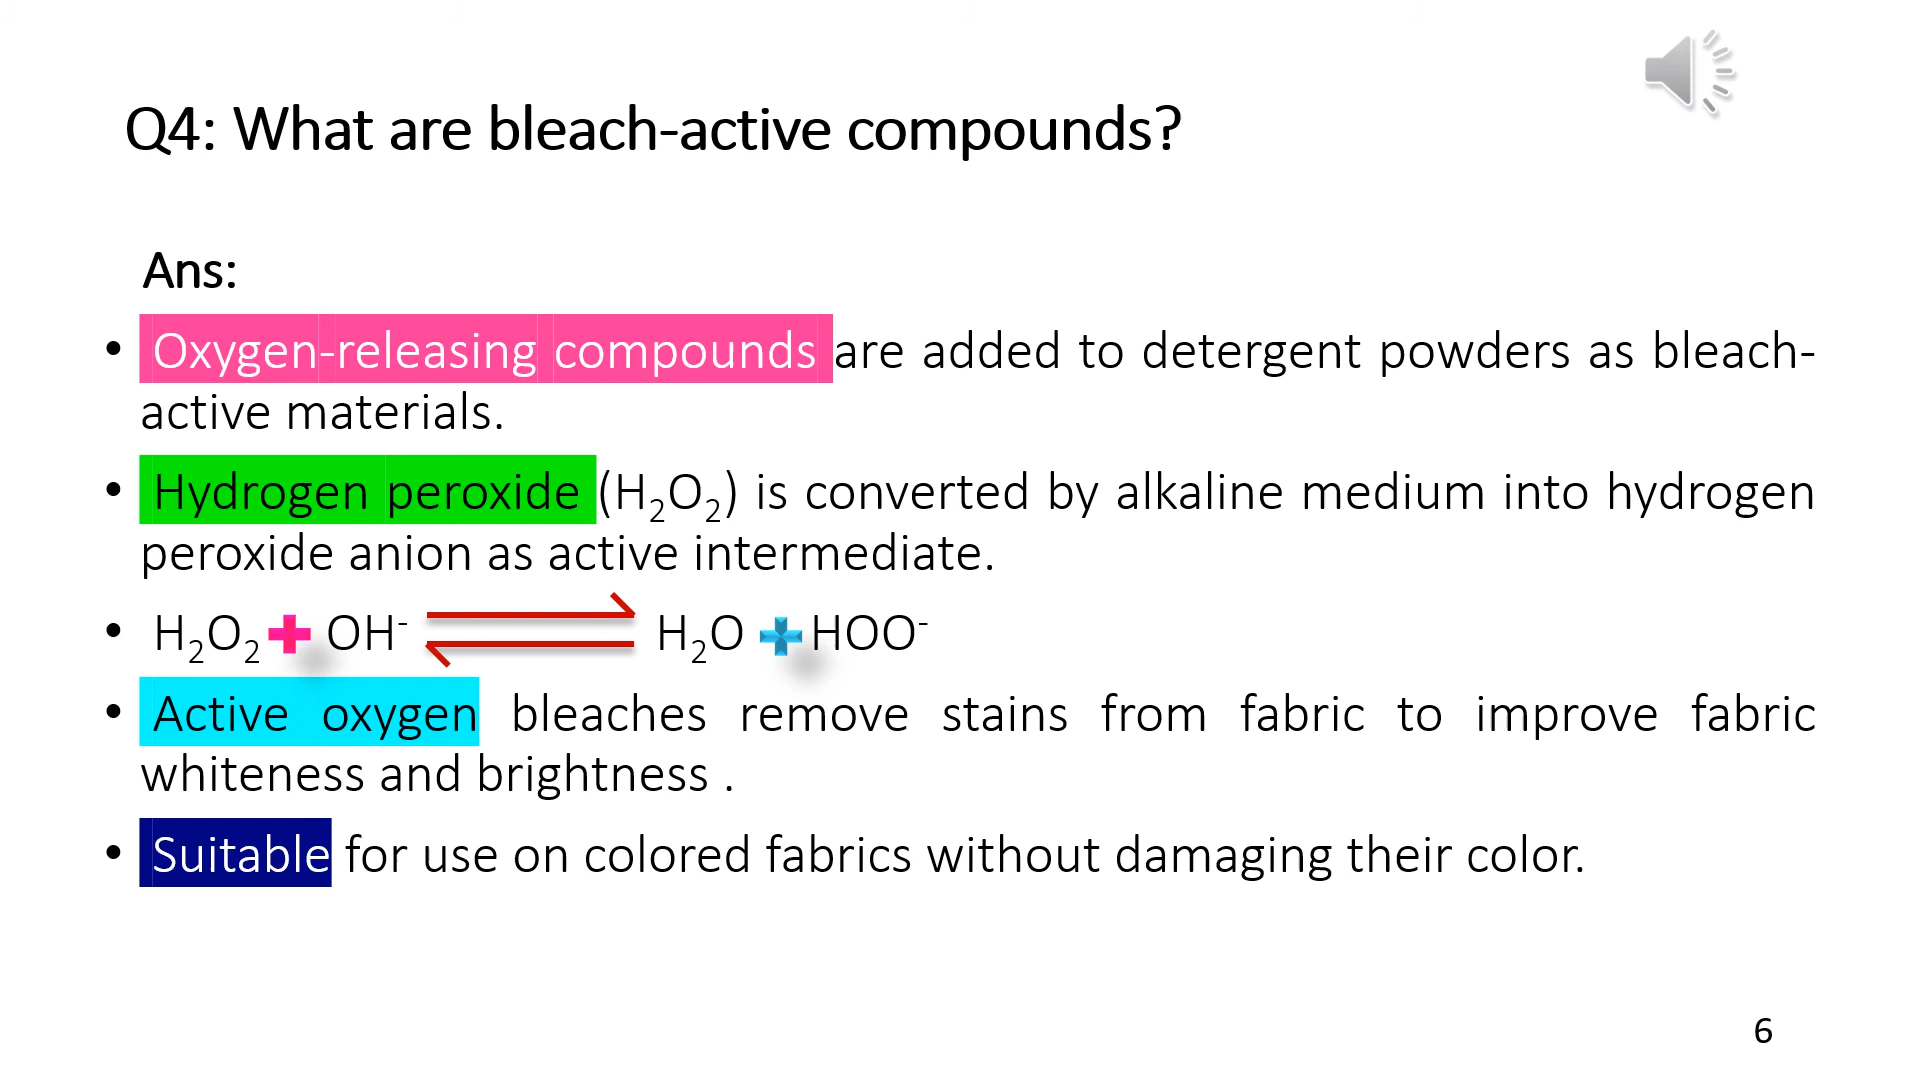 Q4: What are bleach-active compounds?
Ans:
• Oxygen-releasing compounds are added to detergent powders as bleach-
active materials.
• Hydrogen peroxide (H₂O₂) is converted by alkaline medium into hydrogen
peroxide anion as active intermediate.
• H₂O₂ + OH⁻ ⇌ H₂O + HOO⁻
• Active oxygen bleaches remove stains from fabric to improve fabric
whiteness and brightness .
• Suitable for use on colored fabrics without damaging their color.
6